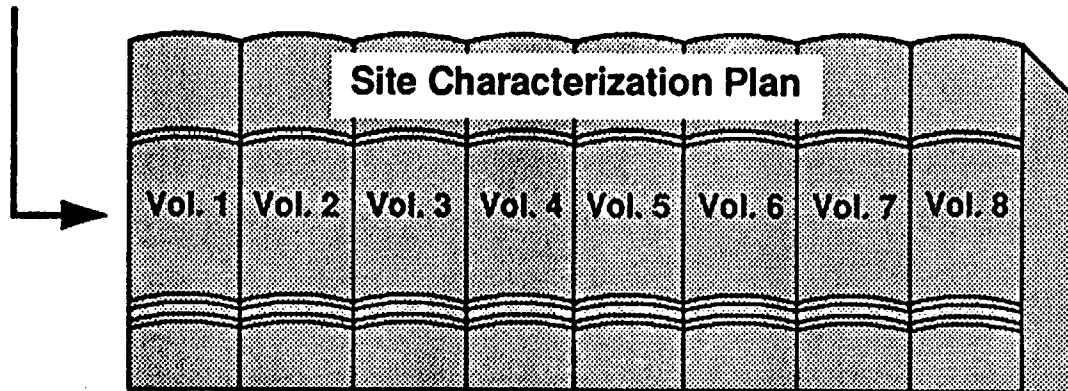 Site Characterization Plan
Vol. 1 Vol. 2 Vol. 3 Vol. 4 Vol. 5 Vol. 6 Vol. 7 Vol. 8